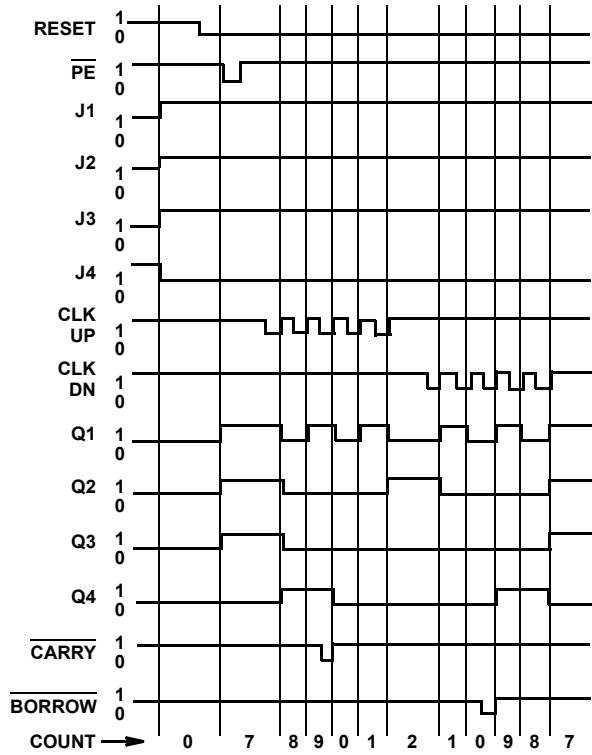 RESET 1
0
PE 1
0
J1 1
0
J2 1
0
J3 1
0
J4 1
0
CLK UP 1
0
CLK DN 1
0
Q1 1
0
Q2 1
0
Q3 1
0
Q4 1
0
CARRY 1
0
BORROW 1
0
COUNT 0 7 8 9 0 1 2 1 0 9 8 7